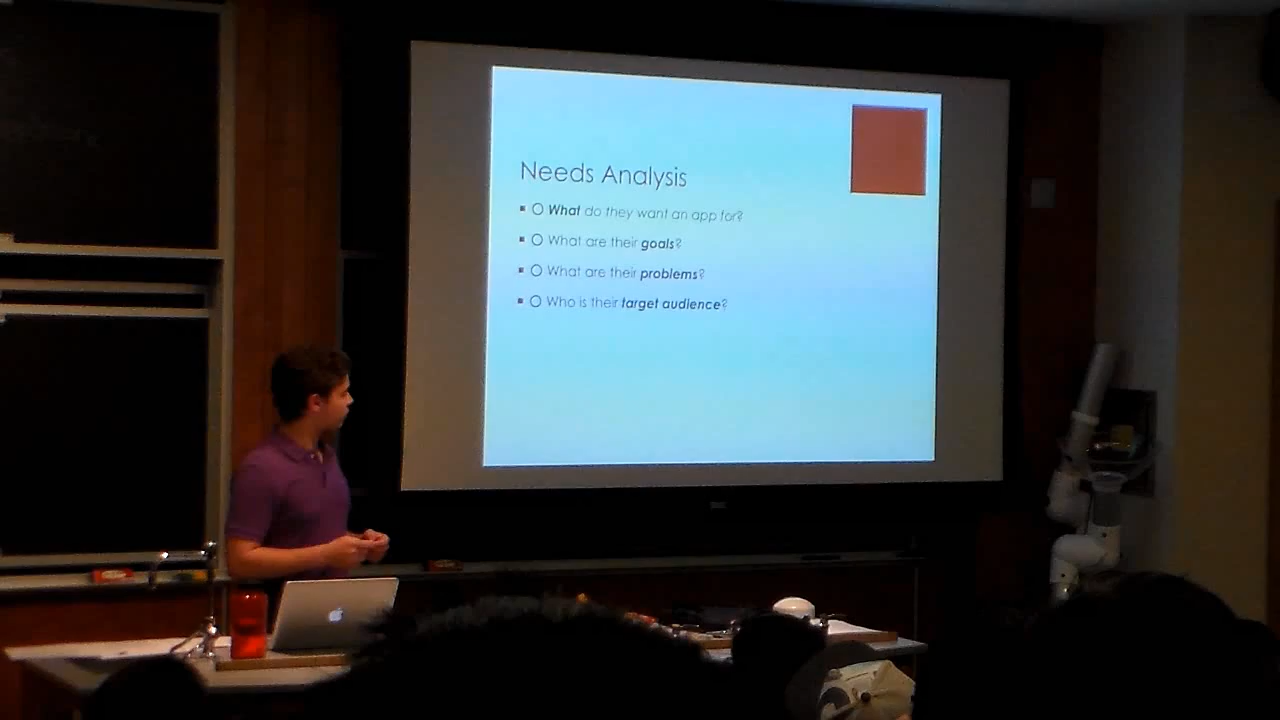 Needs Analysis
▪ O What do they want an app for?
▪ O What are their goals?
▪ O What are their problems?
▪ O Who is their target audience?